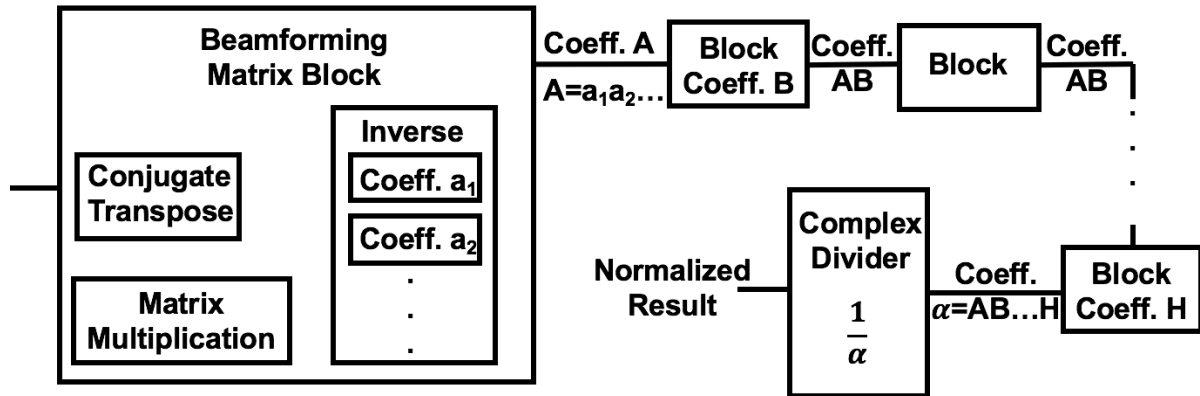 Beamforming
Matrix Block
Conjugate
Transpose
Matrix
Multiplication
Inverse
Coeff. a₁
Coeff. a₂
.
.
.
Coeff. A
A=a₁a₂...
Block
Coeff. B
Coeff.
AB
Block
Coeff.
AB
.
.
.
Block
Coeff. H
Coeff.
α=AB...H
Complex
Divider
1
α
Normalized
Result